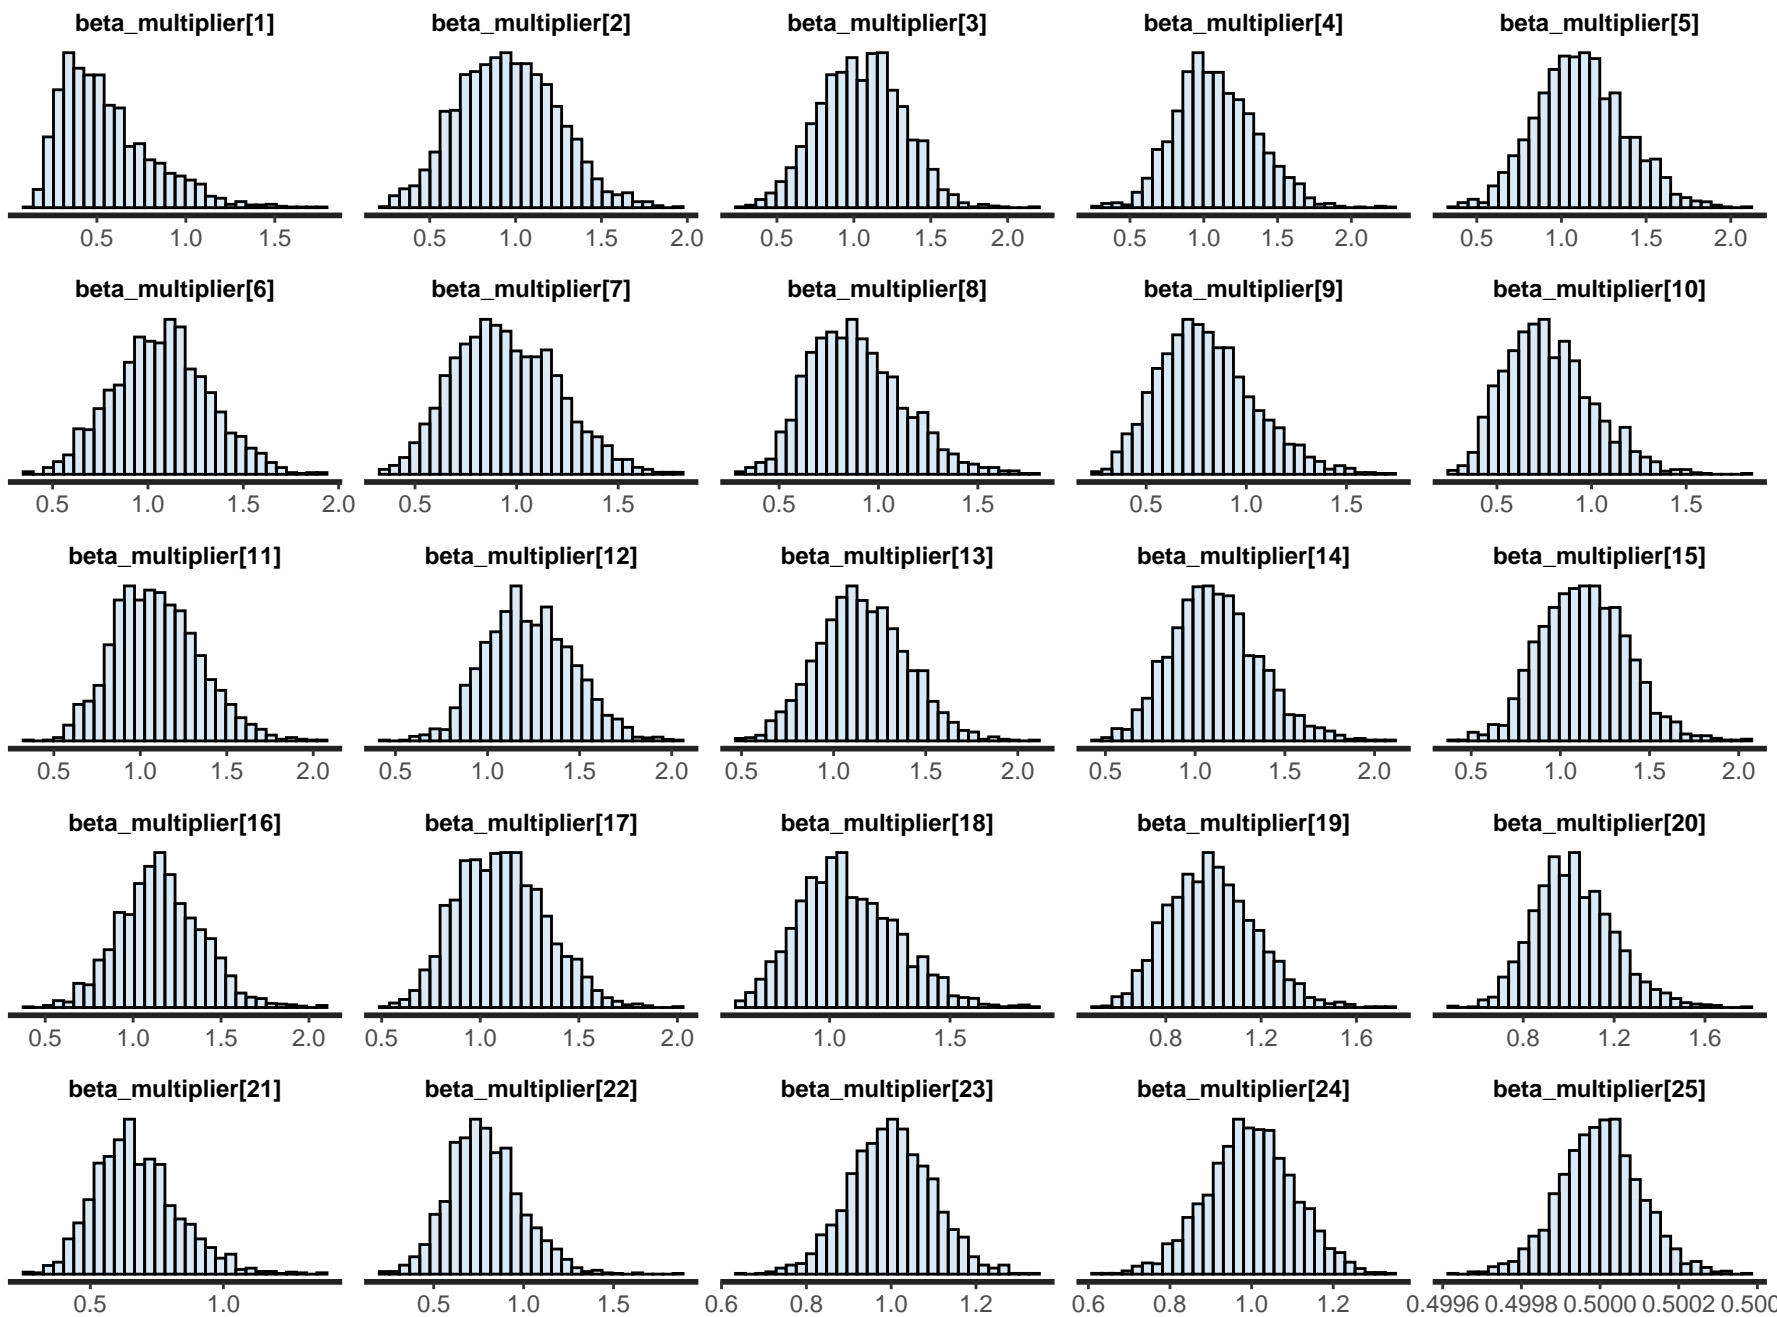 beta_multiplier[1] beta_multiplier[2] beta_multiplier[3] beta_multiplier[4] beta_multiplier[5]
0.5 1.0 1.5 0.5 1.0 1.5 2.0 0.5 1.0 1.5 2.0 0.5 1.0 1.5 2.0 0.5 1.0 1.5 2.0
beta_multiplier[6] beta_multiplier[7] beta_multiplier[8] beta_multiplier[9] beta_multiplier[10]
0.5 1.0 1.5 2.0 0.5 1.0 1.5 0.5 1.0 1.5 0.5 1.0 1.5 0.5 1.0 1.5
beta_multiplier[11] beta_multiplier[12] beta_multiplier[13] beta_multiplier[14] beta_multiplier[15]
0.5 1.0 1.5 2.0 0.5 1.0 1.5 2.0 0.5 1.0 1.5 2.0 0.5 1.0 1.5 2.0 0.5 1.0 1.5 2.0
beta_multiplier[16] beta_multiplier[17] beta_multiplier[18] beta_multiplier[19] beta_multiplier[20]
0.5 1.0 1.5 2.0 0.5 1.0 1.5 2.0 1.0 1.5 0.8 1.2 1.6 0.8 1.2 1.6
beta_multiplier[21] beta_multiplier[22] beta_multiplier[23] beta_multiplier[24] beta_multiplier[25]
0.5 1.0 0.5 1.0 1.5 0.6 0.8 1.0 1.2 0.6 0.8 1.0 1.2 0.4996 0.4998 0.5000 0.5002 0.500